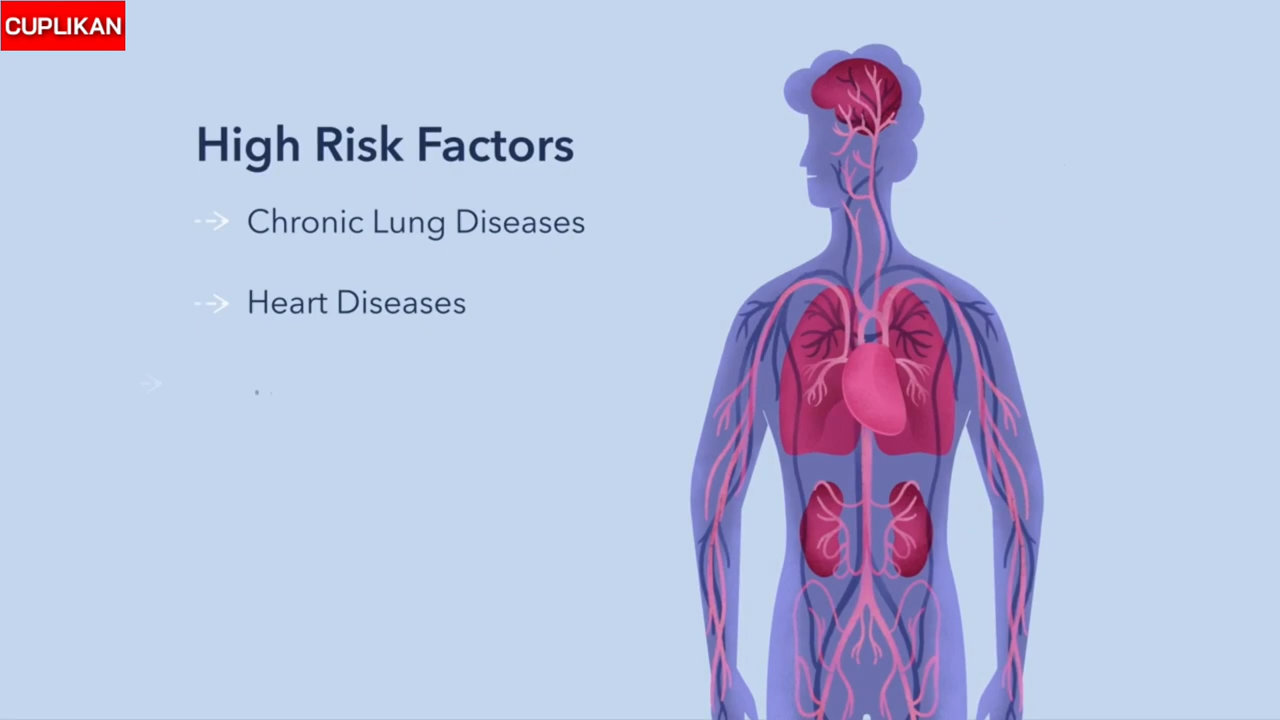 CUPLIKAN
High Risk Factors
Chronic Lung Diseases
Heart Diseases